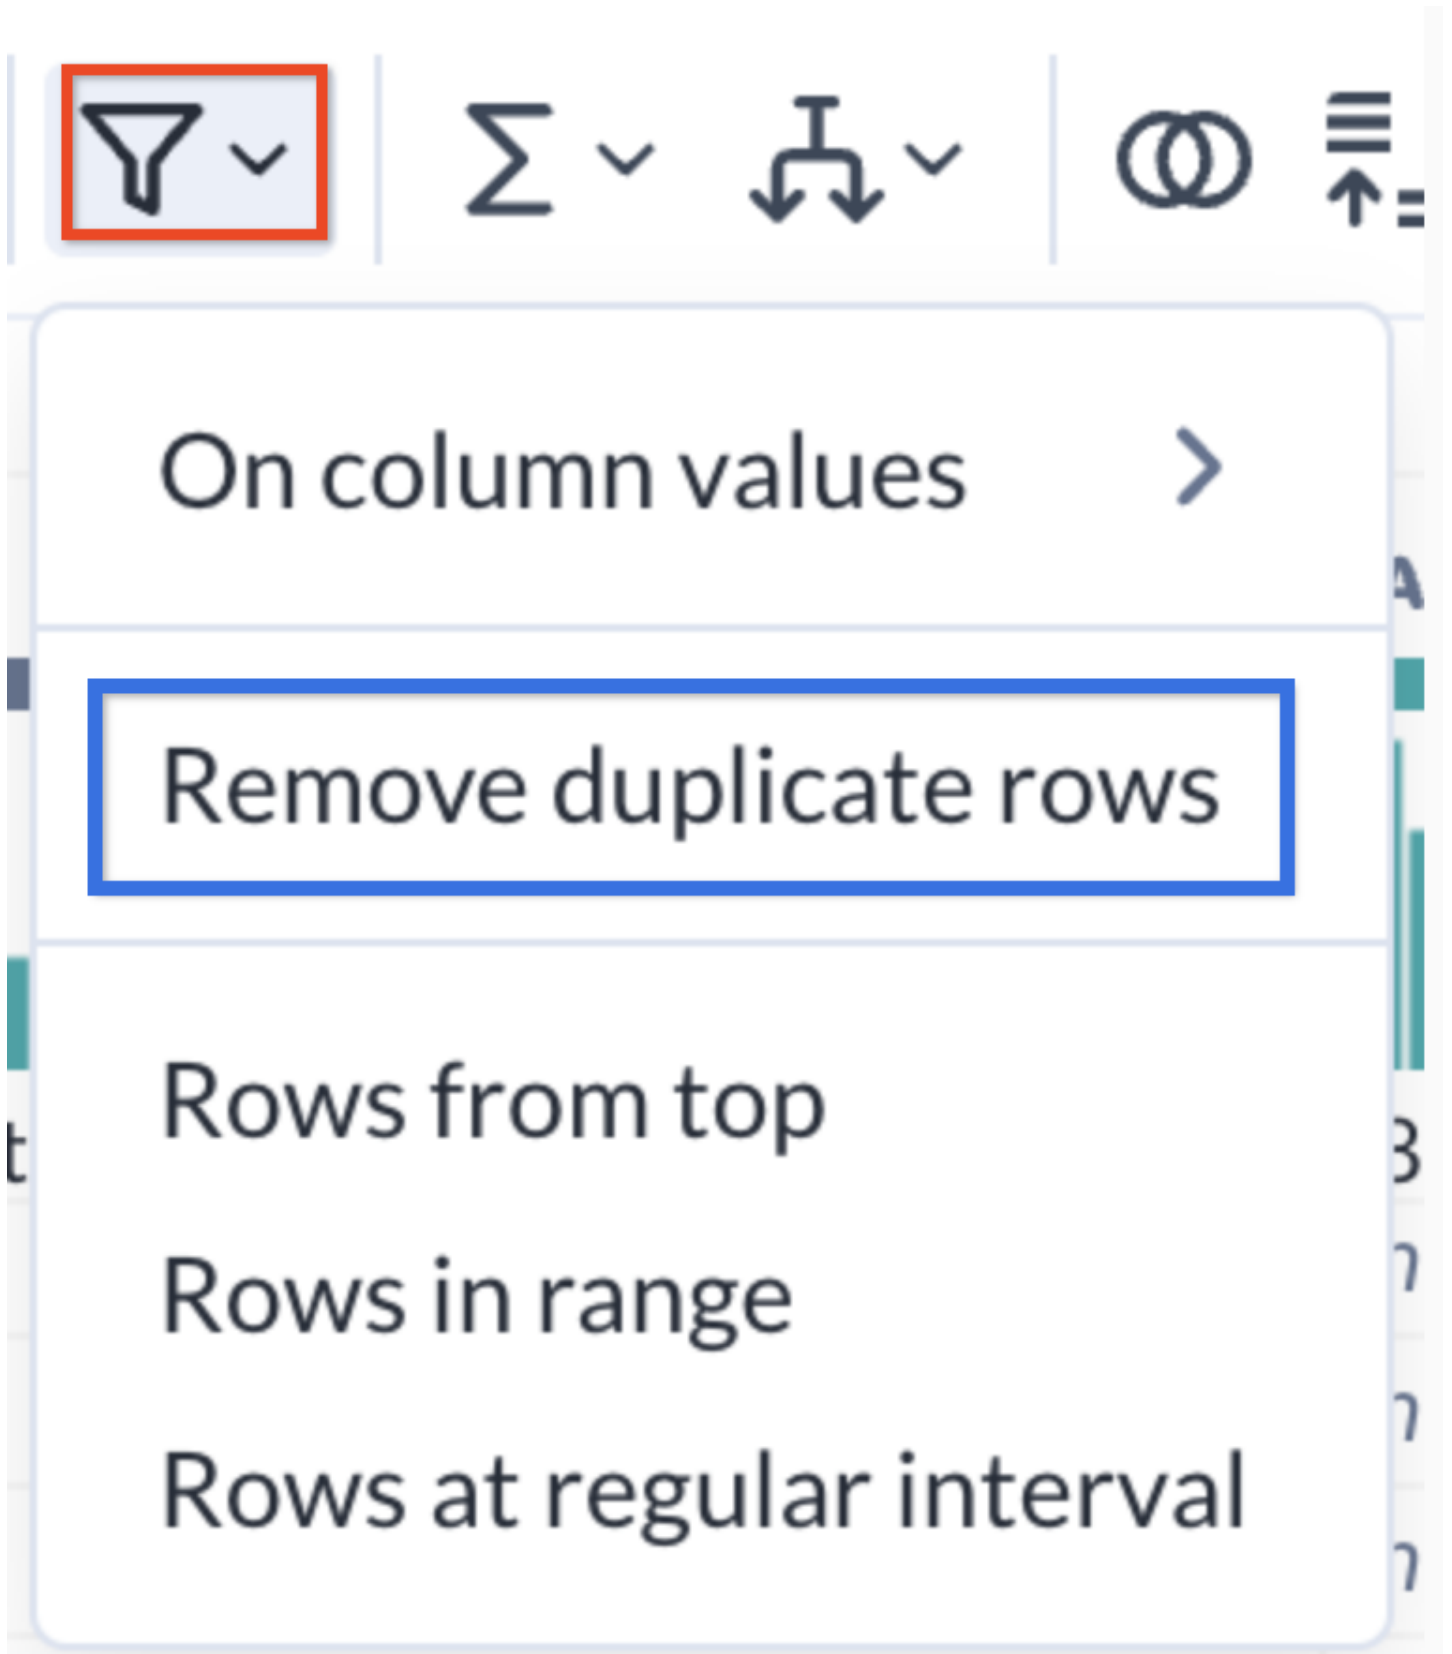 On column values
Remove duplicate rows
Rows from top
Rows in range
Rows at regular interval